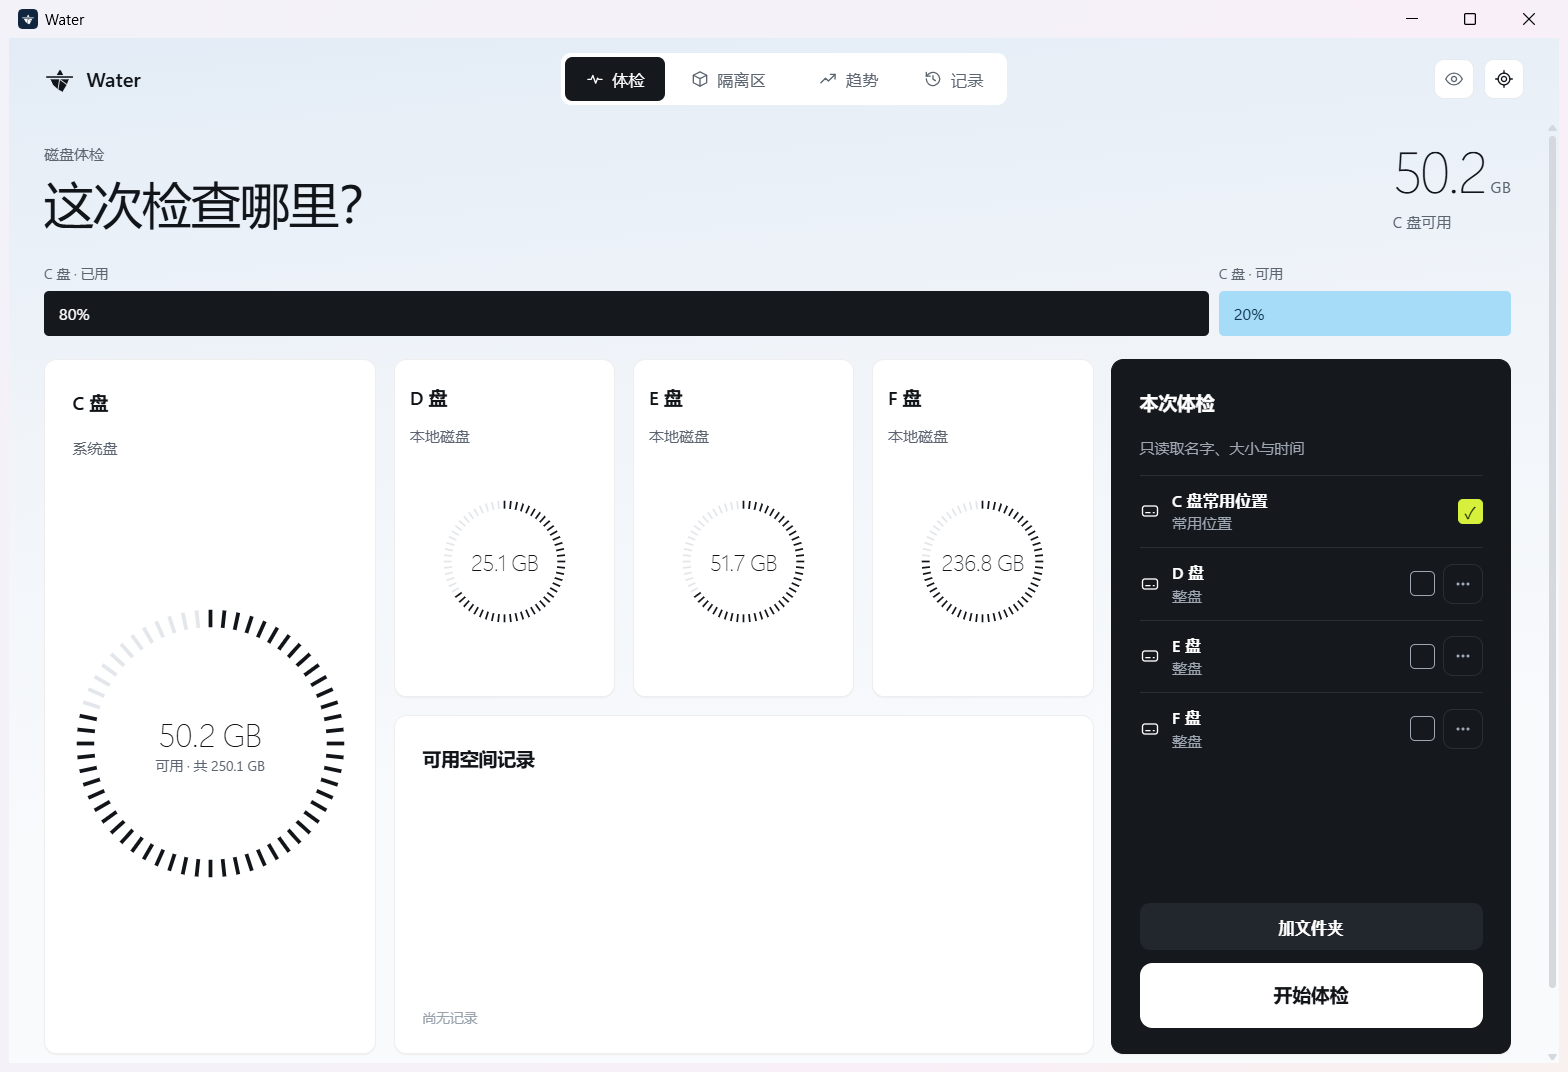 Water
Water
体检
隔离区
趋势
记录
磁盘体检
这次检查哪里?
50.2 GB
C 盘可用
C 盘 · 已用
C 盘 · 可用
80%
20%
C 盘
系统盘
50.2 GB
可用 · 共 250.1 GB
D 盘
本地磁盘
25.1 GB
E 盘
本地磁盘
51.7 GB
F 盘
本地磁盘
236.8 GB
可用空间记录
尚无记录
本次体检
只读取名字、大小与时间
C 盘常用位置
常用位置
D 盘
整盘
E 盘
整盘
F 盘
整盘
加文件夹
开始体检